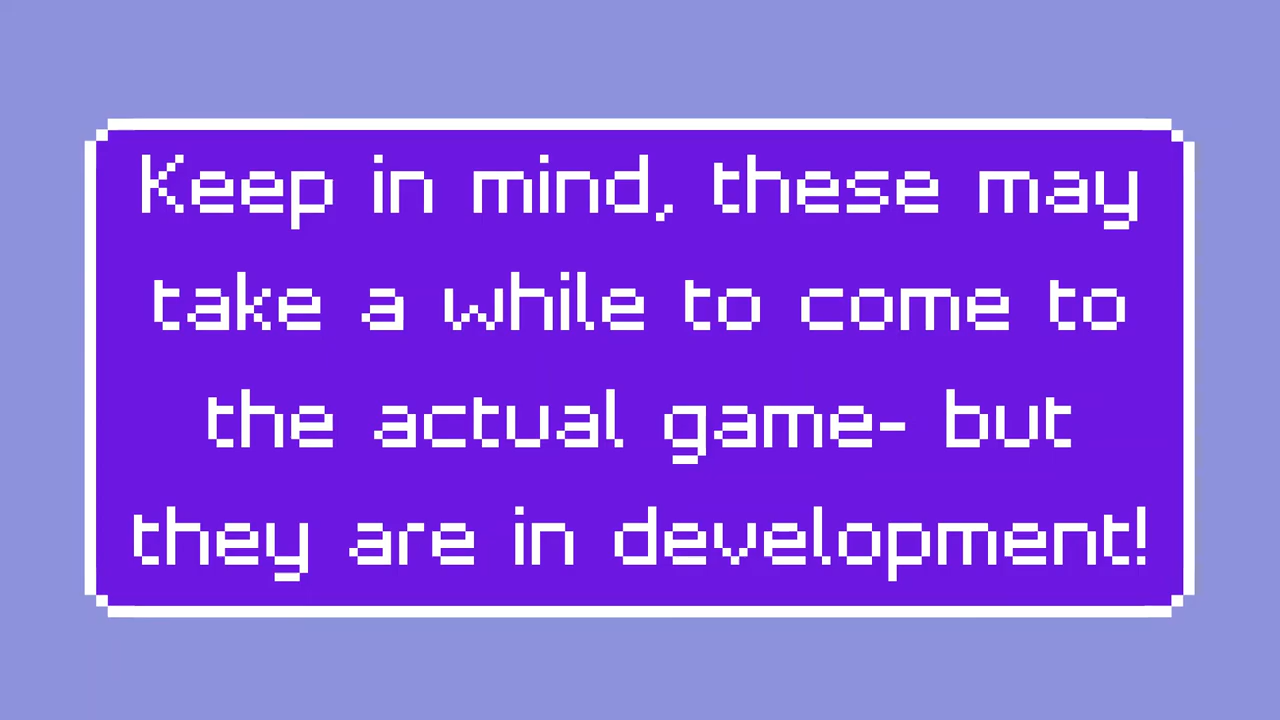 Keep in mind, these may
take a while to come to
the actual game- but
they are in development!